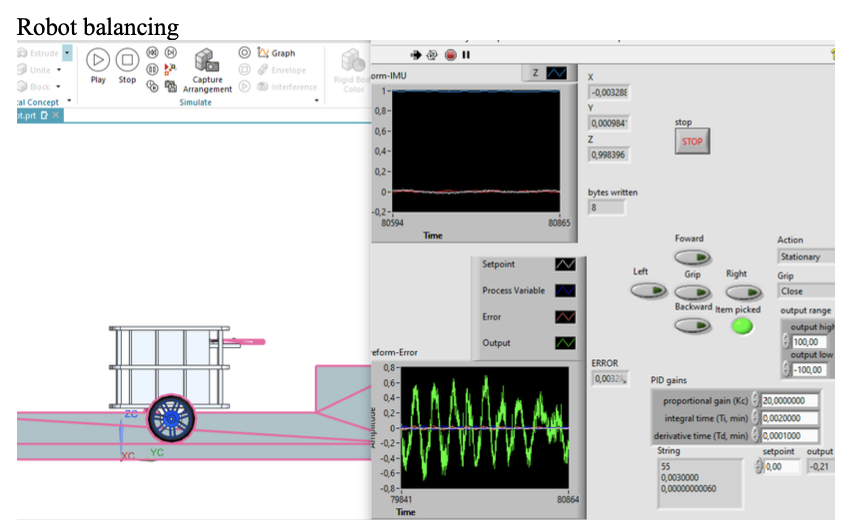 Robot balancing
Extrude
Unite
Block
al Concept
Play
Stop
Capture
Arrangement
Graph
Envelope
Interference
Simulate
Rigid Bod
Color
ot.prt
ZC
XC
YC
orm-IMU
Z
1
0,8
0,6
0,4
0,2
0
-0,2
80594
80865
Time
X
-0,003288
Y
0,000984
Z
0,998396
bytes written
8
stop
STOP
Foward
Left
Grip
Right
Backward
Item picked
Action
Stationary
Grip
Close
output range
output high
100,00
output low
-100,00
Setpoint
Process Variable
Error
Output
eform-Error
Amplitude
0,8
0,6
0,4
0,2
0
-0,2
-0,4
-0,6
-0,8
79841
80864
Time
ERROR
0,0032
PID gains
proportional gain (Kc) 20,0000000
integral time (Ti, min) 0,0020000
derivative time (Td, min) 0,0001000
String
55
0,0030000
0,00000000060
setpoint
0,00
output
-0,21